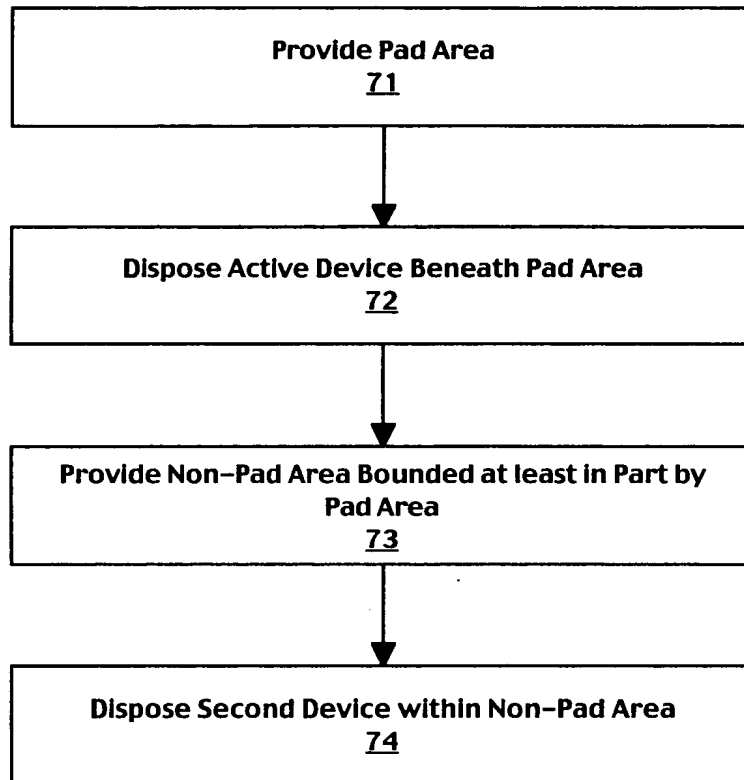 Provide Pad Area
71
Dispose Active Device Beneath Pad Area
72
Provide Non-Pad Area Bounded at least in Part by
Pad Area
73
Dispose Second Device within Non-Pad Area
74